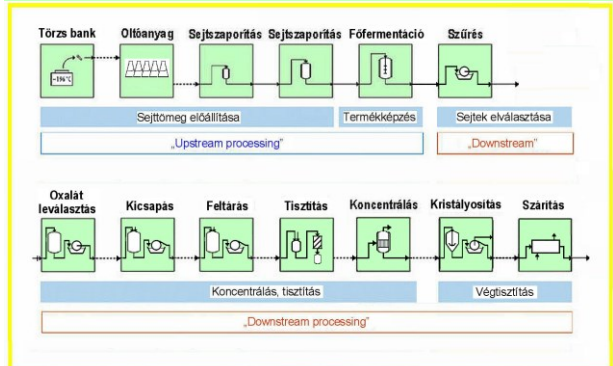 Törzs bank Oltóanyag Sejtszaporítás Sejtszaporítás Főfermentáció Szűrés
-196°C
Sejttömeg előállítása Termékképzés Sejtek elválasztása
„Upstream processing” „Downstream”
Oxalát
leválasztás Kicsapás Feltárás Tisztítás Koncentrálás Kristályosítás Szárítás
Koncentrálás, tisztítás Végtisztítás
„Downstream processing”